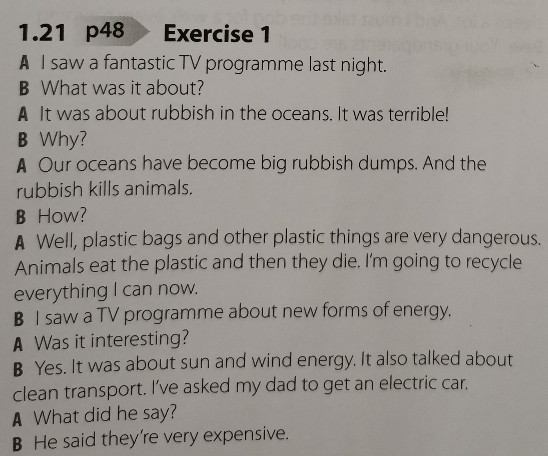 1.21 p48 Exercise 1
A I saw a fantastic TV programme last night.
B What was it about?
A It was about rubbish in the oceans. It was terrible!
B Why?
A Our oceans have become big rubbish dumps. And the
rubbish kills animals.
B How?
A Well, plastic bags and other plastic things are very dangerous.
Animals eat the plastic and then they die. I'm going to recycle
everything I can now.
B I saw a TV programme about new forms of energy.
A Was it interesting?
B Yes. It was about sun and wind energy. It also talked about
clean transport. I've asked my dad to get an electric car.
A What did he say?
B He said they're very expensive.